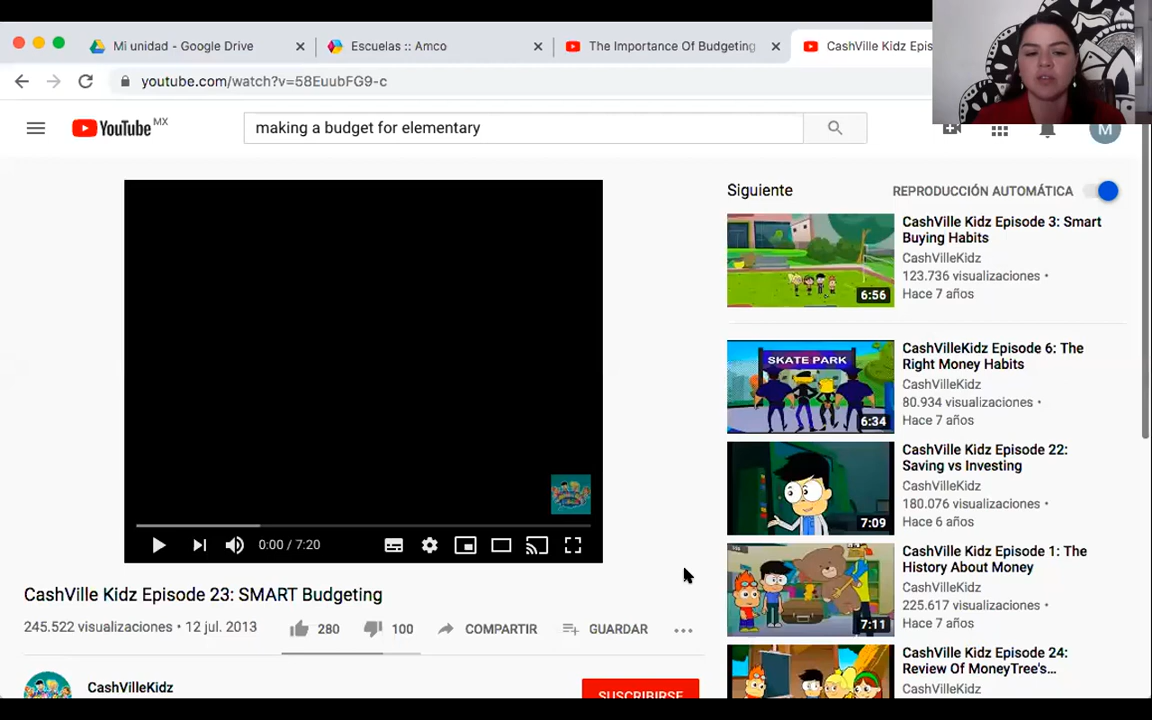 Mi unidad - Google Drive
Escuelas :: Amco
The Importance Of Budgeting
CashVille Kidz Epis
youtube.com/watch?v=58EuubFG9-c
YouTube MX
making a budget for elementary
M
Siguiente
REPRODUCCIÓN AUTOMÁTICA
CashVille Kidz Episode 3: Smart
Buying Habits
CashVilleKidz
123.736 visualizaciones •
Hace 7 años
6:56
SKATE PARK
CashVilleKidz Episode 6: The
Right Money Habits
CashVilleKidz
80.934 visualizaciones •
Hace 7 años
6:34
CashVille Kidz Episode 22:
Saving vs Investing
CashVilleKidz
180.076 visualizaciones •
Hace 6 años
7:09
CashVille Kidz Episode 1: The
History About Money
CashVilleKidz
225.617 visualizaciones •
Hace 7 años
7:11
CashVille Kidz Episode 24:
Review Of MoneyTree's...
CashVilleKidz
0:00 / 7:20
CashVille Kidz Episode 23: SMART Budgeting
245.522 visualizaciones • 12 jul. 2013
280
100
COMPARTIR
GUARDAR
CashVilleKidz
SUSCRIBIRSE